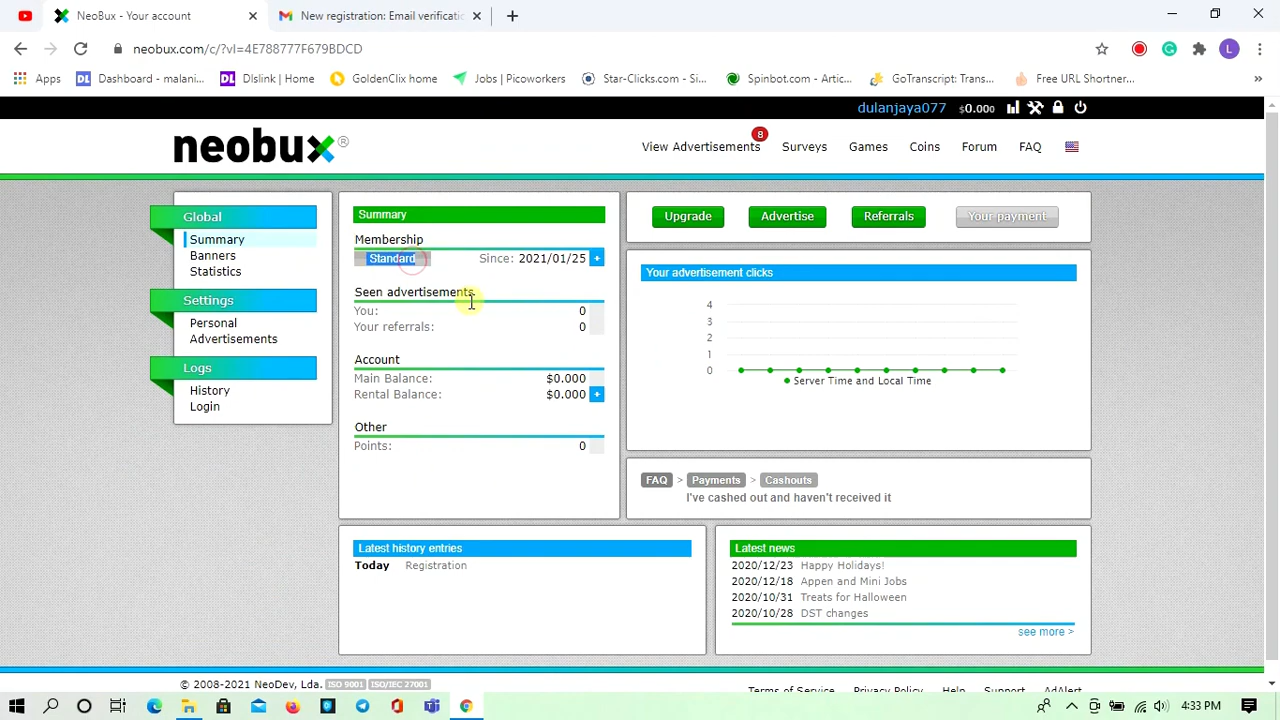 NeoBux - Your account
New registration: Email verificatio
neobux.com/c/?vl=4E788777F679BDCD
L
Apps
Dashboard - malani...
Dlslink | Home
GoldenClix home
Jobs | Picoworkers
Star-Clicks.com - Si...
Spinbot.com - Artic...
GoTranscript: Trans...
Free URL Shortner...
»
dulanjaya077
$0.000
neobux®
View Advertisements
8
Surveys
Games
Coins
Forum
FAQ
Global
Summary
Banners
Statistics
Settings
Personal
Advertisements
Logs
History
Login
Summary
Membership
Standard
Since: 2021/01/25
+
Seen advertisements
You: 0
Your referrals: 0
Account
Main Balance: $0.000
Rental Balance: $0.000
+
Other
Points: 0
Upgrade
Advertise
Referrals
Your payment
Your advertisement clicks
4
3
2
1
0
Server Time and Local Time
FAQ > Payments > Cashouts
I've cashed out and haven't received it
Latest history entries
Today Registration
Latest news
2020/12/23 Happy Holidays!
2020/12/18 Appen and Mini Jobs
2020/10/31 Treats for Halloween
2020/10/28 DST changes
see more >
© 2008-2021 NeoDev, Lda. ISO 9001 ISO/IEC 27001
Terms of Service
Privacy Policy
Help
Support
AdAlert
4:33 PM